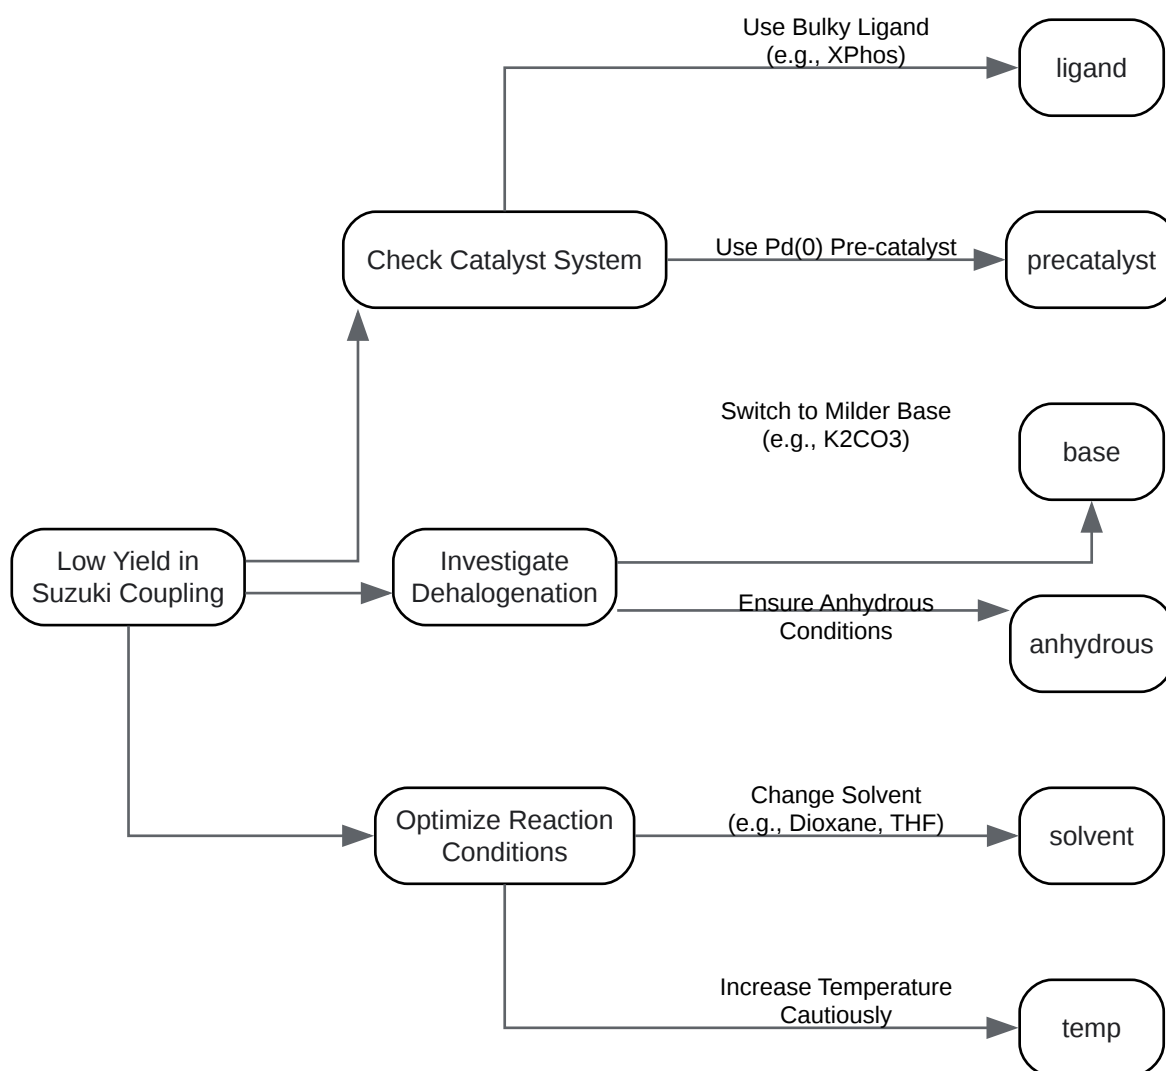 Use Bulky Ligand
(e.g., XPhos)
ligand
Check Catalyst System
Use Pd(0) Pre-catalyst
precatalyst
Switch to Milder Base
(e.g., K2CO3)
base
Low Yield in
Suzuki Coupling
Investigate
Dehalogenation
Ensure Anhydrous
Conditions
anhydrous
Optimize Reaction
Conditions
Change Solvent
(e.g., Dioxane, THF)
solvent
Increase Temperature
Cautiously
temp